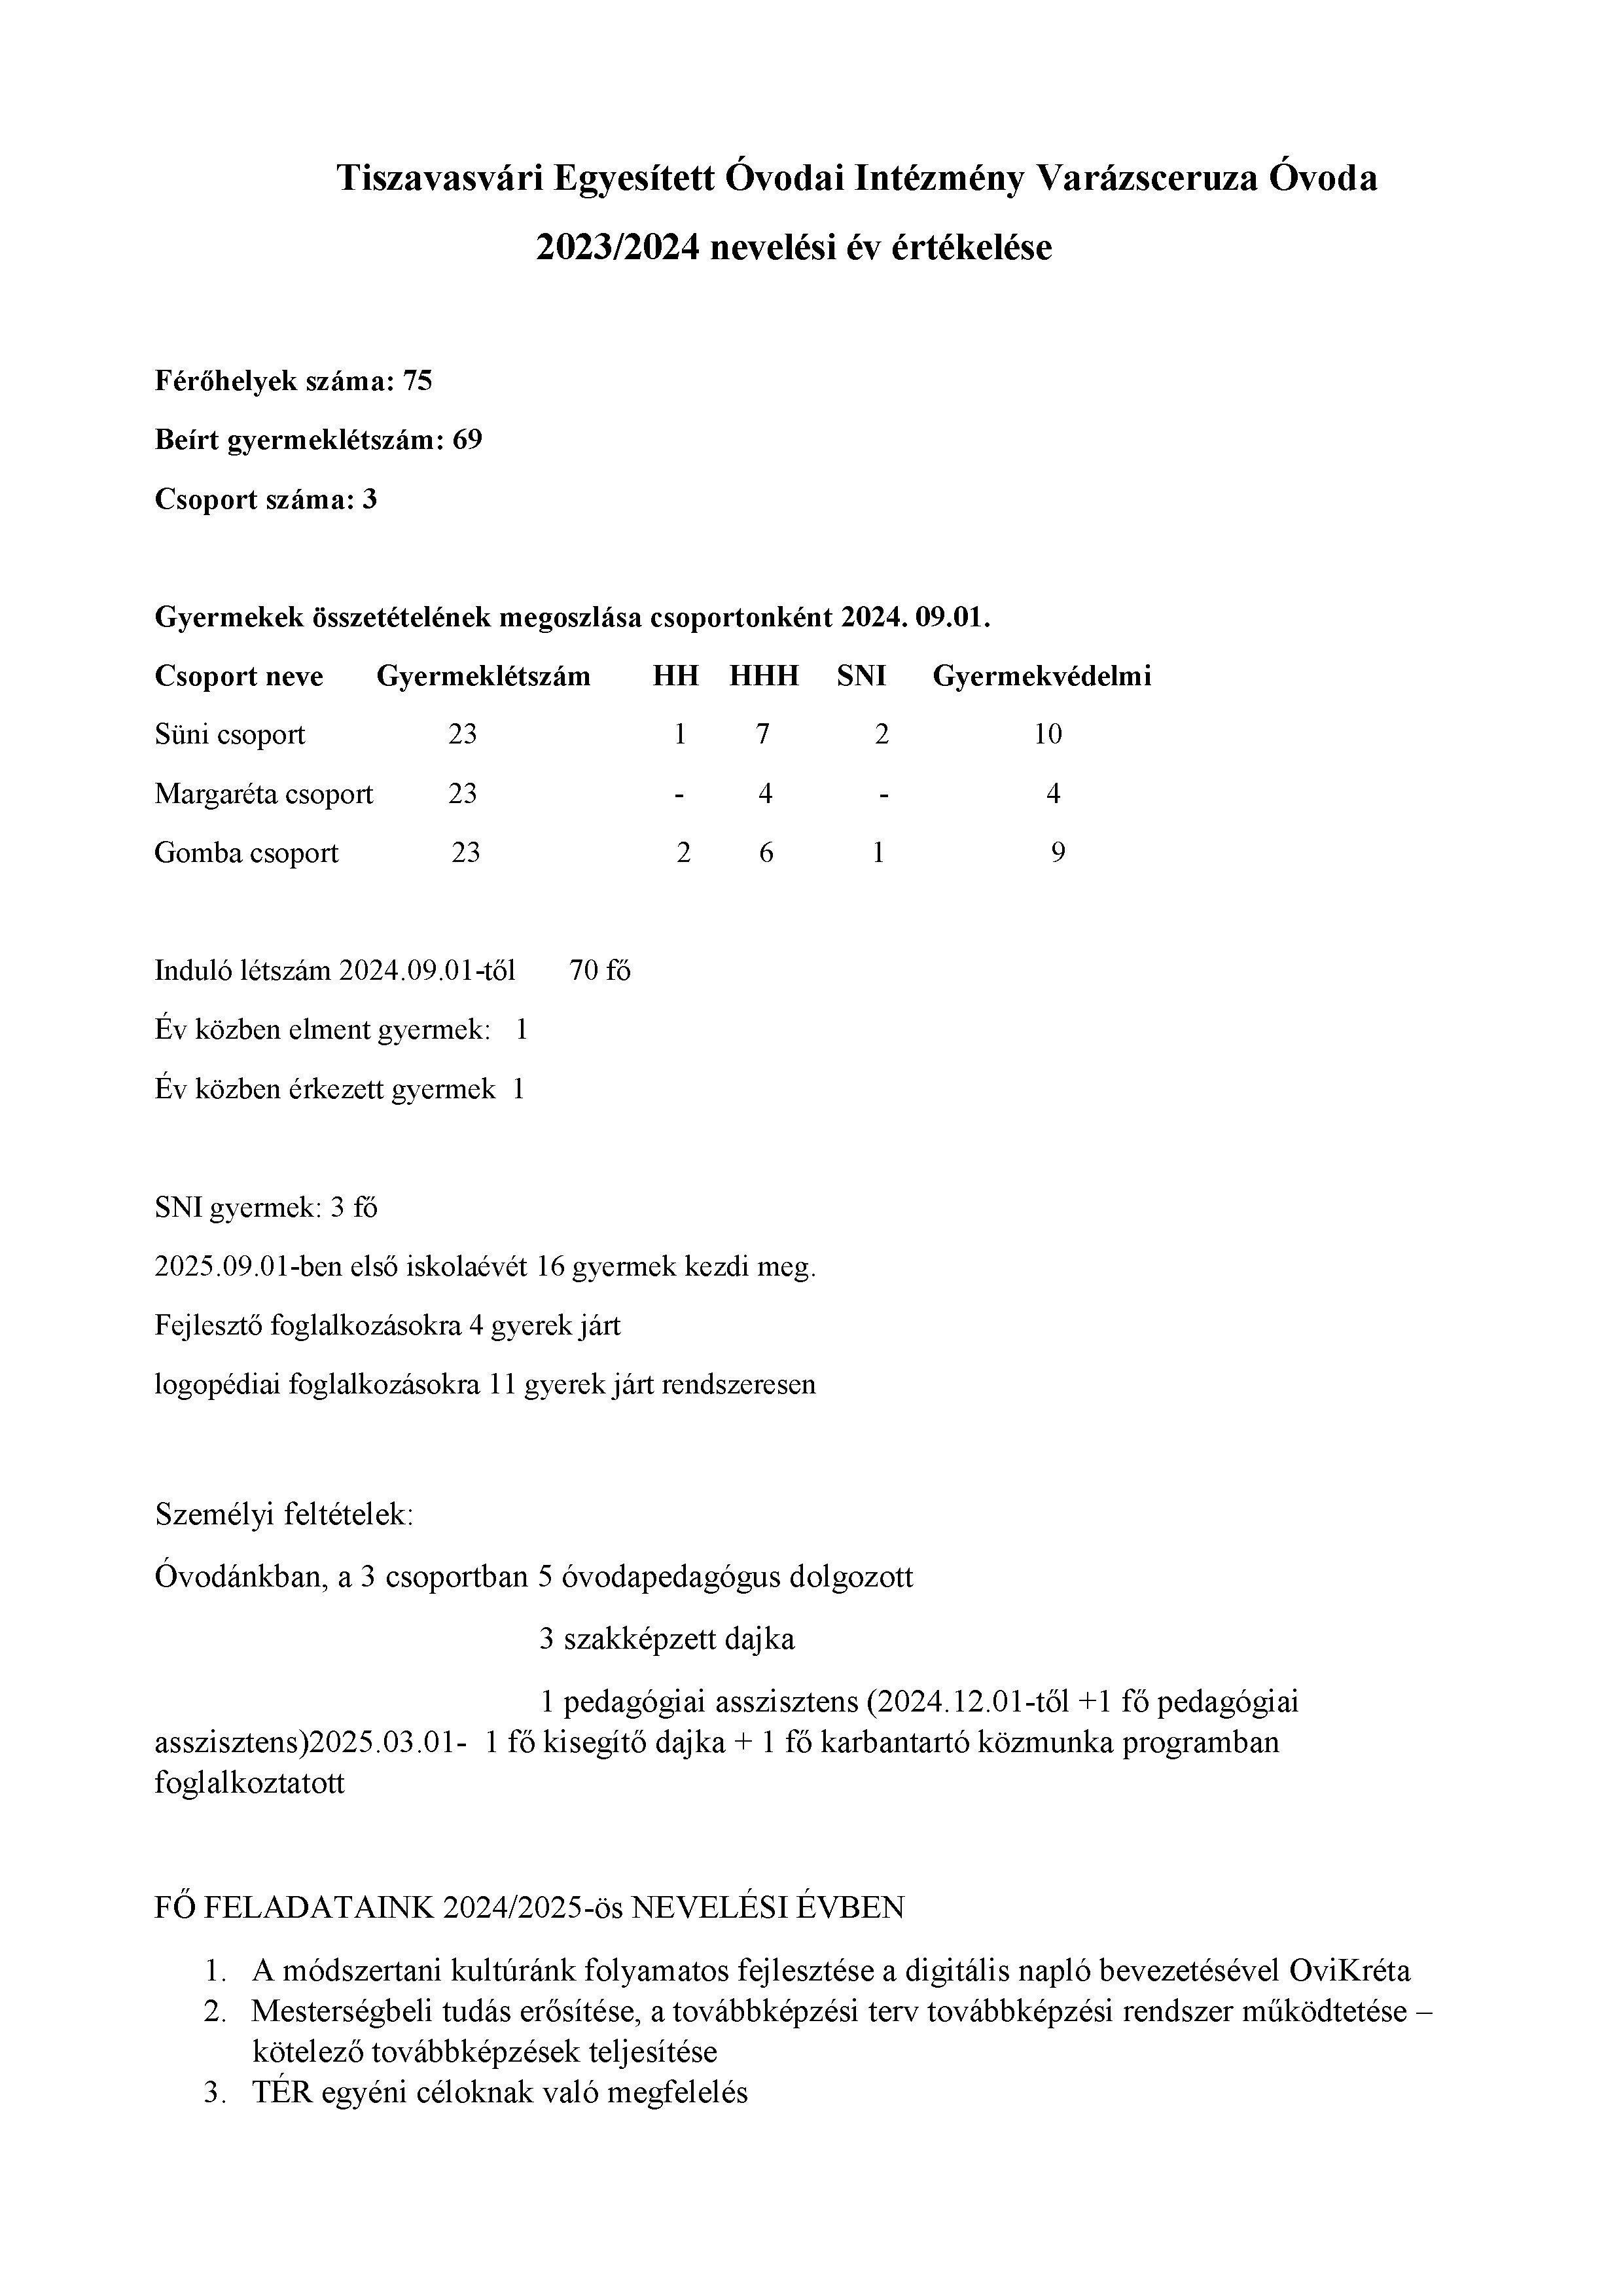 Tiszavasvári Egyesített Óvodai Intézmény Varázsceruza Óvoda
2023/2024 nevelési év értékelése
Férőhelyek száma: 75
Beírt gyermeklétszám: 69
Csoport száma: 3
Gyermekek összetételének megoszlása csoportonként 2024. 09.01.
Csoport neve Gyermeklétszám HH HHH SNI Gyermekvédelmi
Süni csoport 23 1 7 2 10
Margaréta csoport 23 - 4 - 4
Gomba csoport 23 2 6 1 9
Induló létszám 2024.09.01-től 70 fő
Év közben elment gyermek: 1
Év közben érkezett gyermek 1
SNI gyermek: 3 fő
2025.09.01-ben első iskolaévét 16 gyermek kezdi meg.
Fejlesztő foglalkozásokra 4 gyerek járt
logopédiai foglalkozásokra 11 gyerek járt rendszeresen
Személyi feltételek:
Óvodánkban, a 3 csoportban 5 óvodapedagógus dolgozott
3 szakképzett dajka
1 pedagógiai asszisztens (2024.12.01-től +1 fő pedagógiai
asszisztens)2025.03.01- 1 fő kisegítő dajka + 1 fő karbantartó közmunka programban
foglalkoztatott
FŐ FELADATAINK 2024/2025-ös NEVELÉSI ÉVBEN
1. A módszertani kultúránk folyamatos fejlesztése a digitális napló bevezetésével OviKréta
2. Mesterségbeli tudás erősítése, a továbbképzési terv továbbképzési rendszer működtetése –
kötelező továbbképzések teljesítése
3. TÉR egyéni céloknak való megfelelés